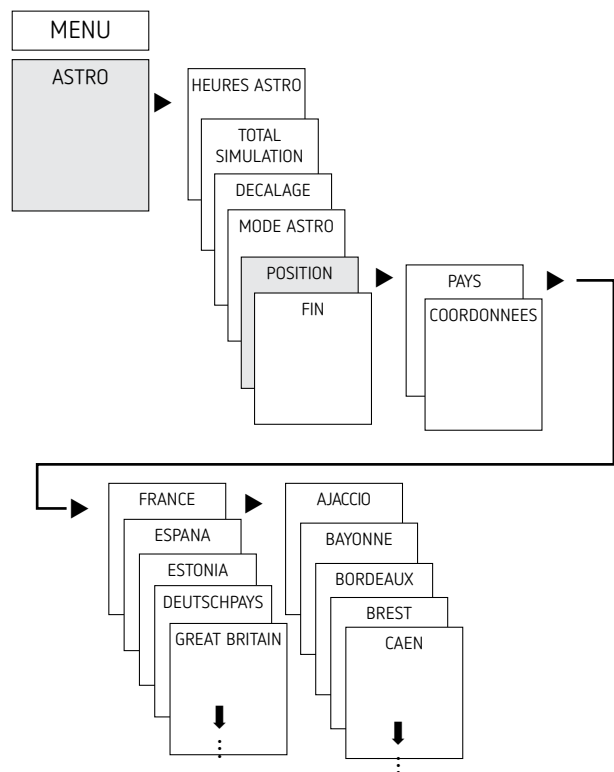 MENU
ASTRO
HEURES ASTRO
TOTAL
SIMULATION
DECALAGE
MODE ASTRO
POSITION
FIN
PAYS
COORDONNEES
FRANCE
ESPANA
ESTONIA
DEUTSCHPAYS
GREAT BRITAIN
AJACCIO
BAYONNE
BORDEAUX
BREST
CAEN